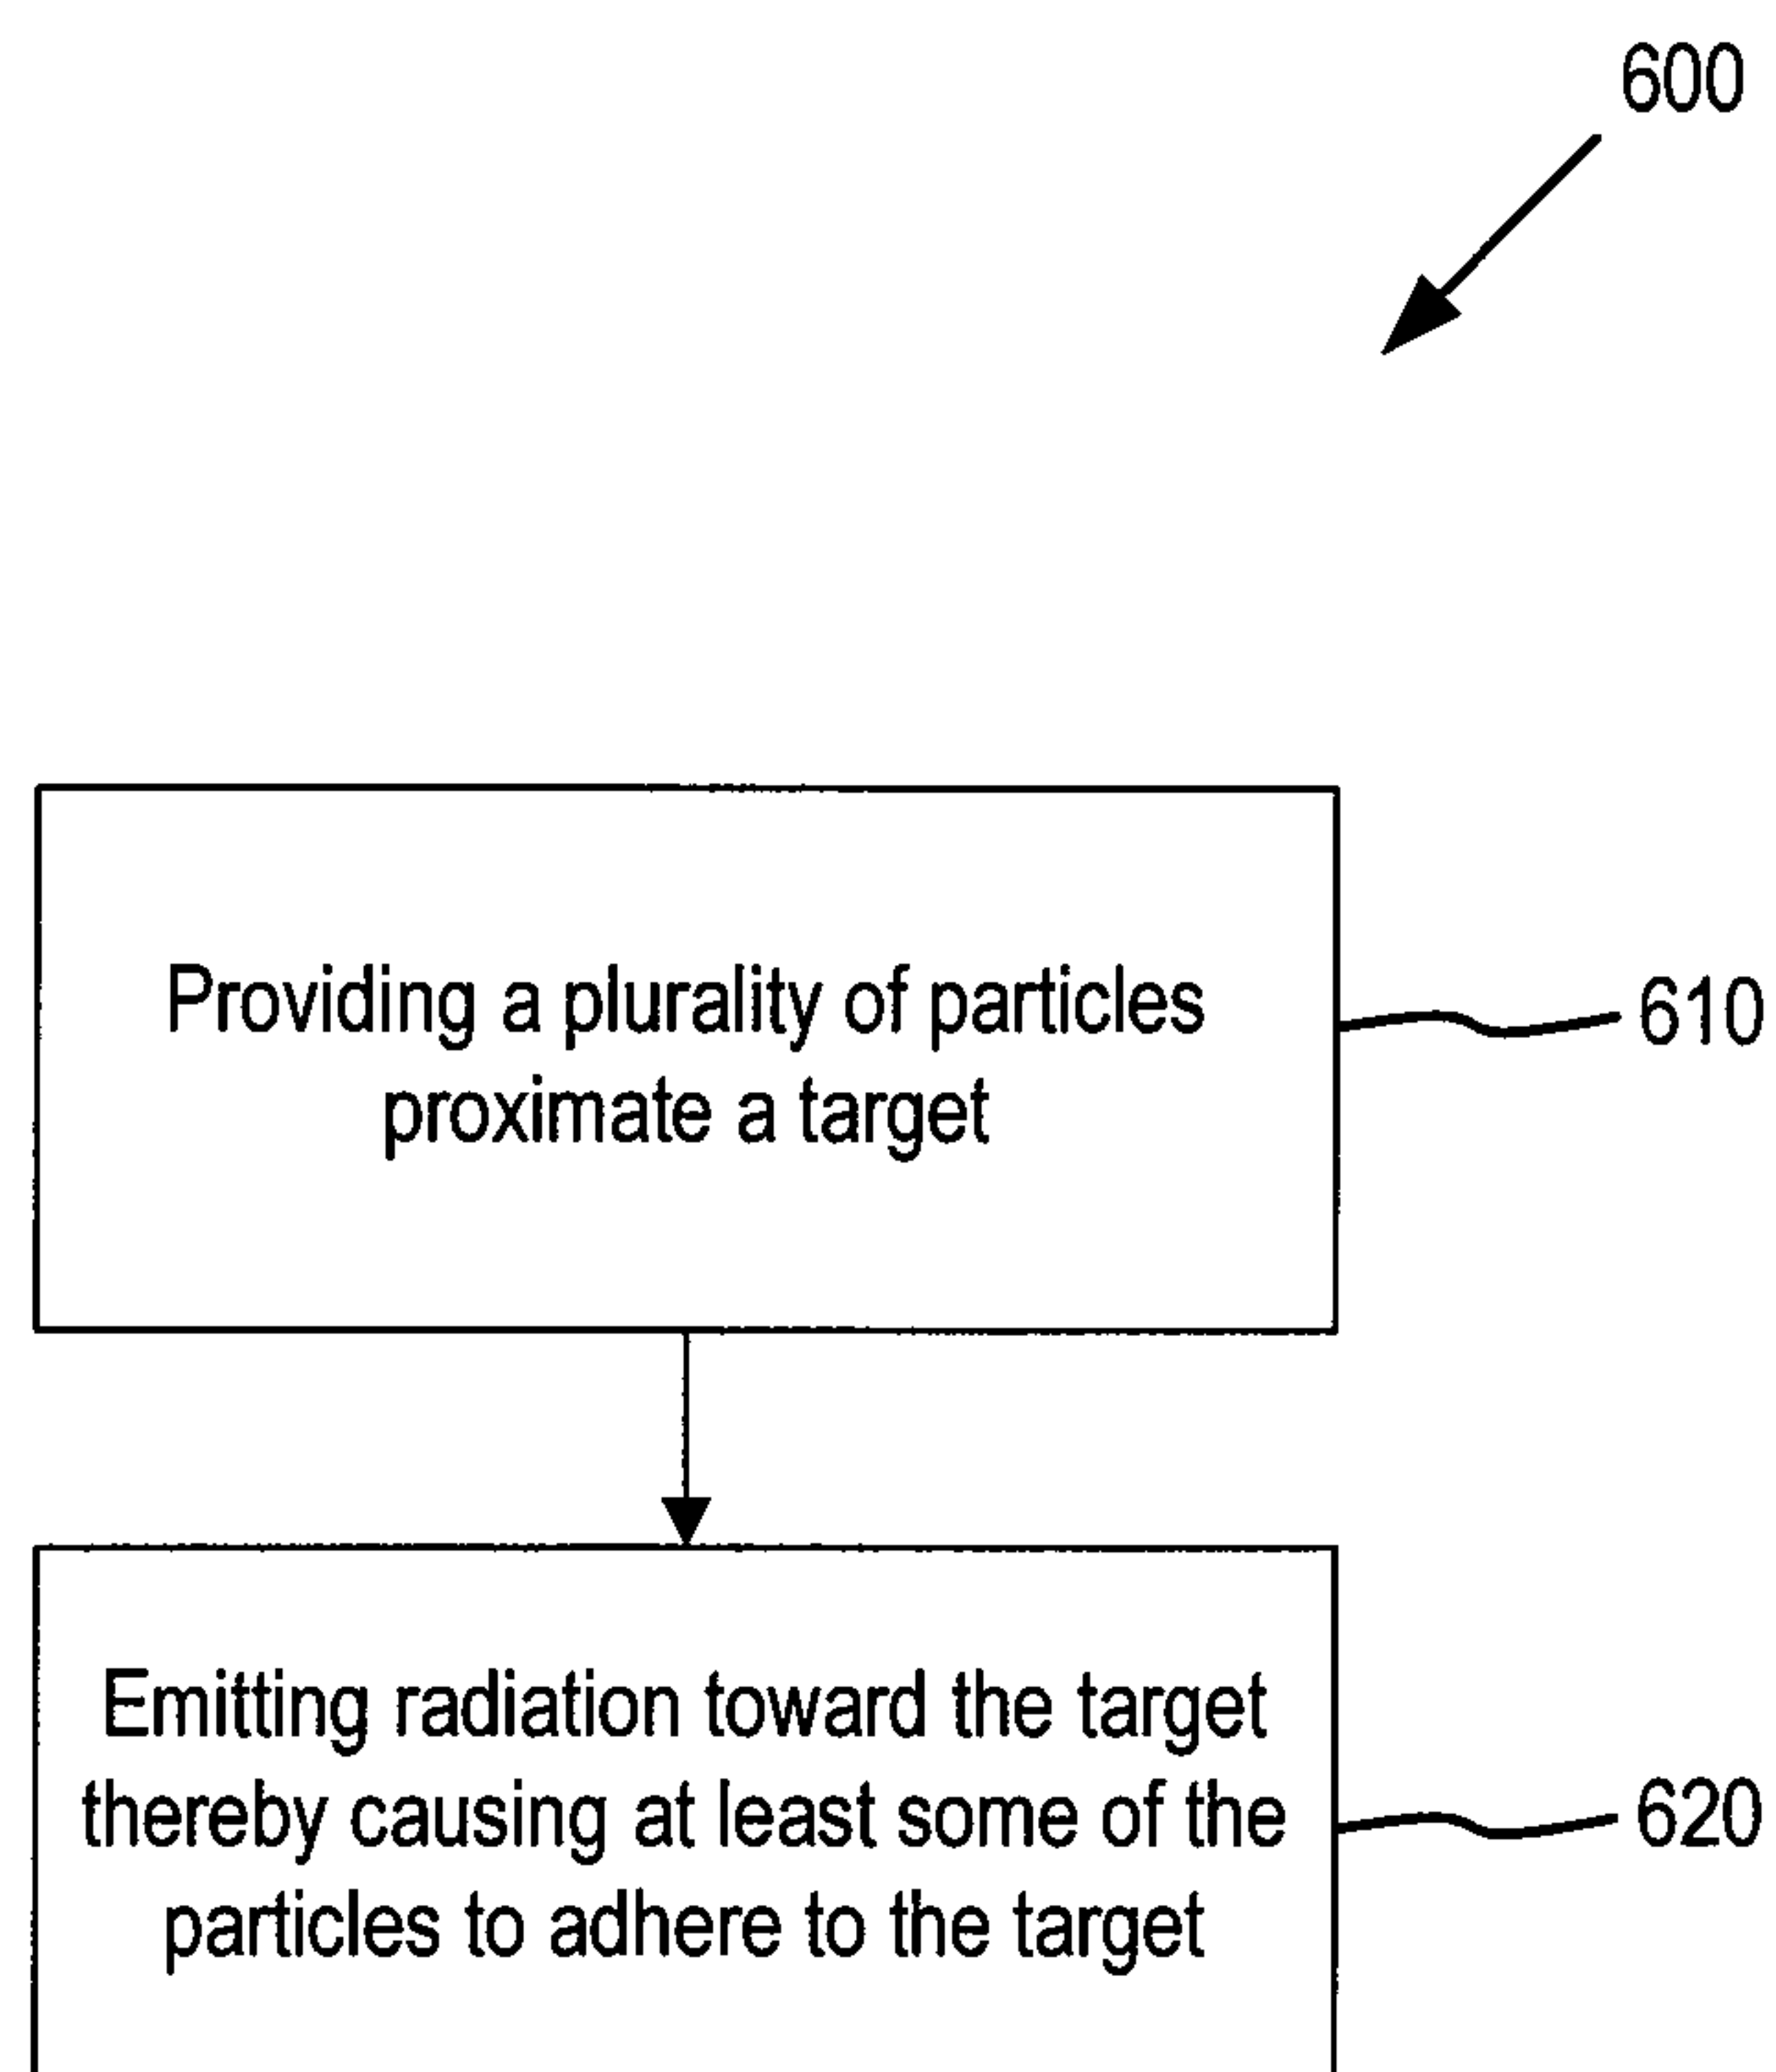 600
Providing a plurality of particles
proximate a target
610
Emitting radiation toward the target
thereby causing at least some of the
particles to adhere to the target
620